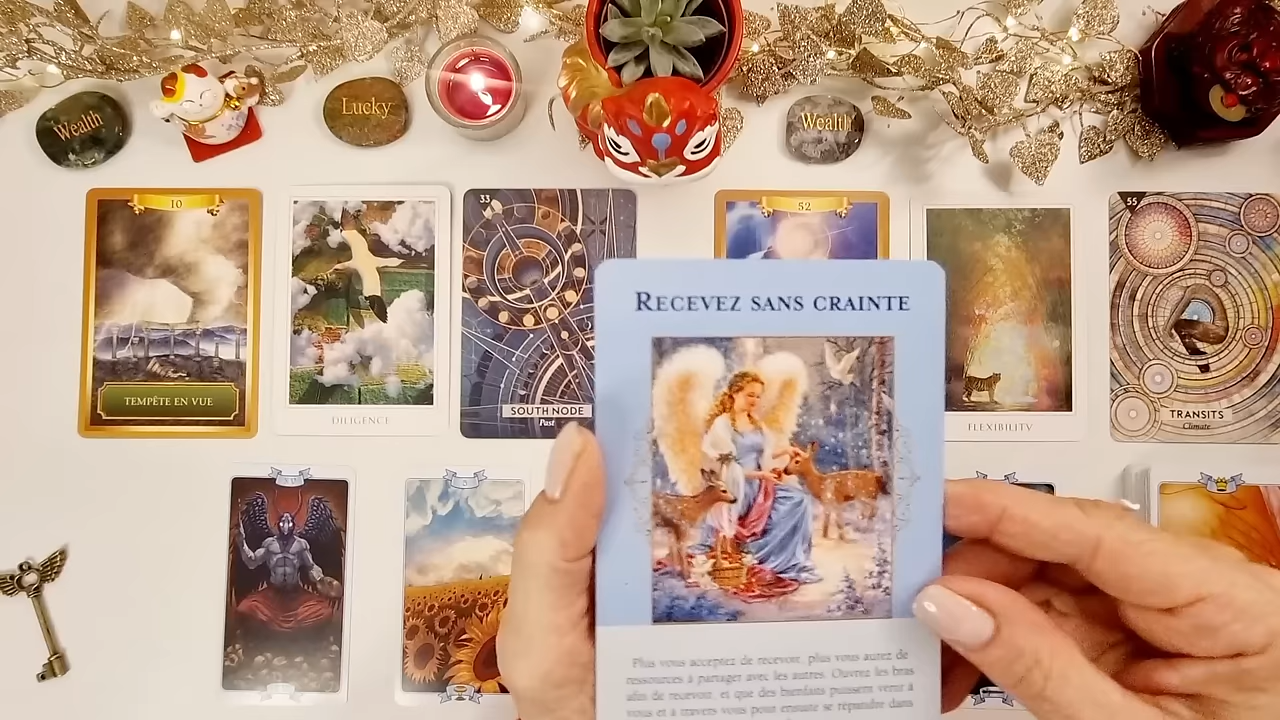 Wealth
Lucky
Wealth
10
TEMPÊTE EN VUE
DILIGENCE
33
SOUTH NODE
Past
52
FLEXIBILITY
55
TRANSITS
Climate
RECEVEZ SANS CRAINTE
Plus vous acceptez de recevoir, plus vous aurez de
ressources à partager avec les autres. Ouvrez les bras
afin de recevoir, et que des bienfaits puissent venir à
vous et à travers vous pour ensuite se répandre dans